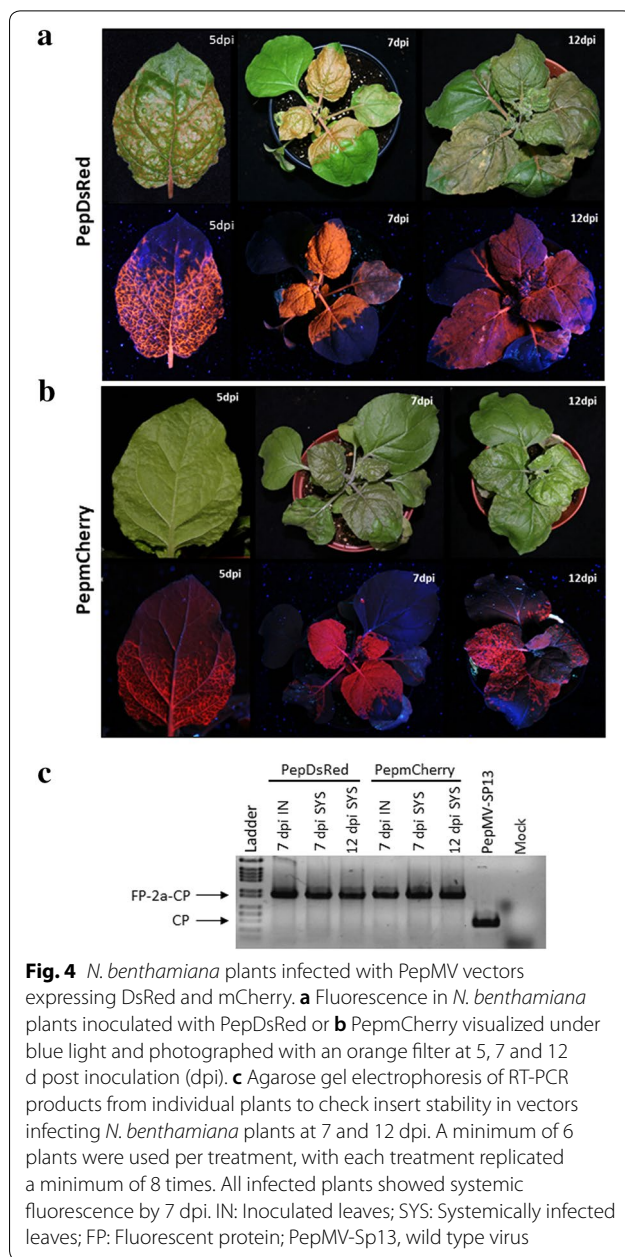 a
5dpi
7dpi
12dpi
PepDsRed
5dpi
7dpi
12dpi
b
5dpi
7dpi
12dpi
PepmCherry
5dpi
7dpi
12dpi
c
PepDsRed PepmCherry
Ladder
7 dpi IN
7 dpi SYS
12 dpi SYS
7 dpi IN
7 dpi SYS
12 dpi SYS
PepMV-SP13
Mock
FP-2a-CP
CP
Fig. 4 N. benthamiana plants infected with PepMV vectors
expressing DsRed and mCherry. a Fluorescence in N. benthamiana
plants inoculated with PepDsRed or b PepmCherry visualized under
blue light and photographed with an orange filter at 5, 7 and 12
d post inoculation (dpi). c Agarose gel electrophoresis of RT-PCR
products from individual plants to check insert stability in vectors
infecting N. benthamiana plants at 7 and 12 dpi. A minimum of 6
plants were used per treatment, with each treatment replicated
a minimum of 8 times. All infected plants showed systemic
fluorescence by 7 dpi. IN: Inoculated leaves; SYS: Systemically infected
leaves; FP: Fluorescent protein; PepMV-Sp13, wild type virus